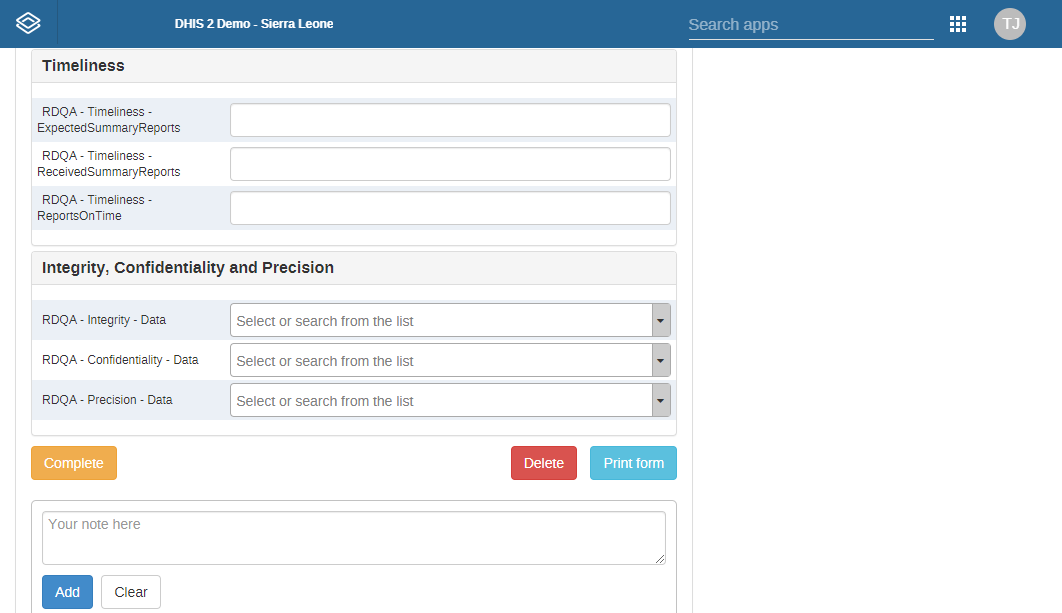 DHIS 2 Demo - Sierra Leone
Search apps
TJ
Timeliness
RDQA - Timeliness -
ExpectedSummaryReports
RDQA - Timeliness -
ReceivedSummaryReports
RDQA - Timeliness -
ReportsOnTime
Integrity, Confidentiality and Precision
RDQA - Integrity - Data
Select or search from the list
RDQA - Confidentiality - Data
Select or search from the list
RDQA - Precision - Data
Select or search from the list
Complete
Delete
Print form
Your note here
Add
Clear